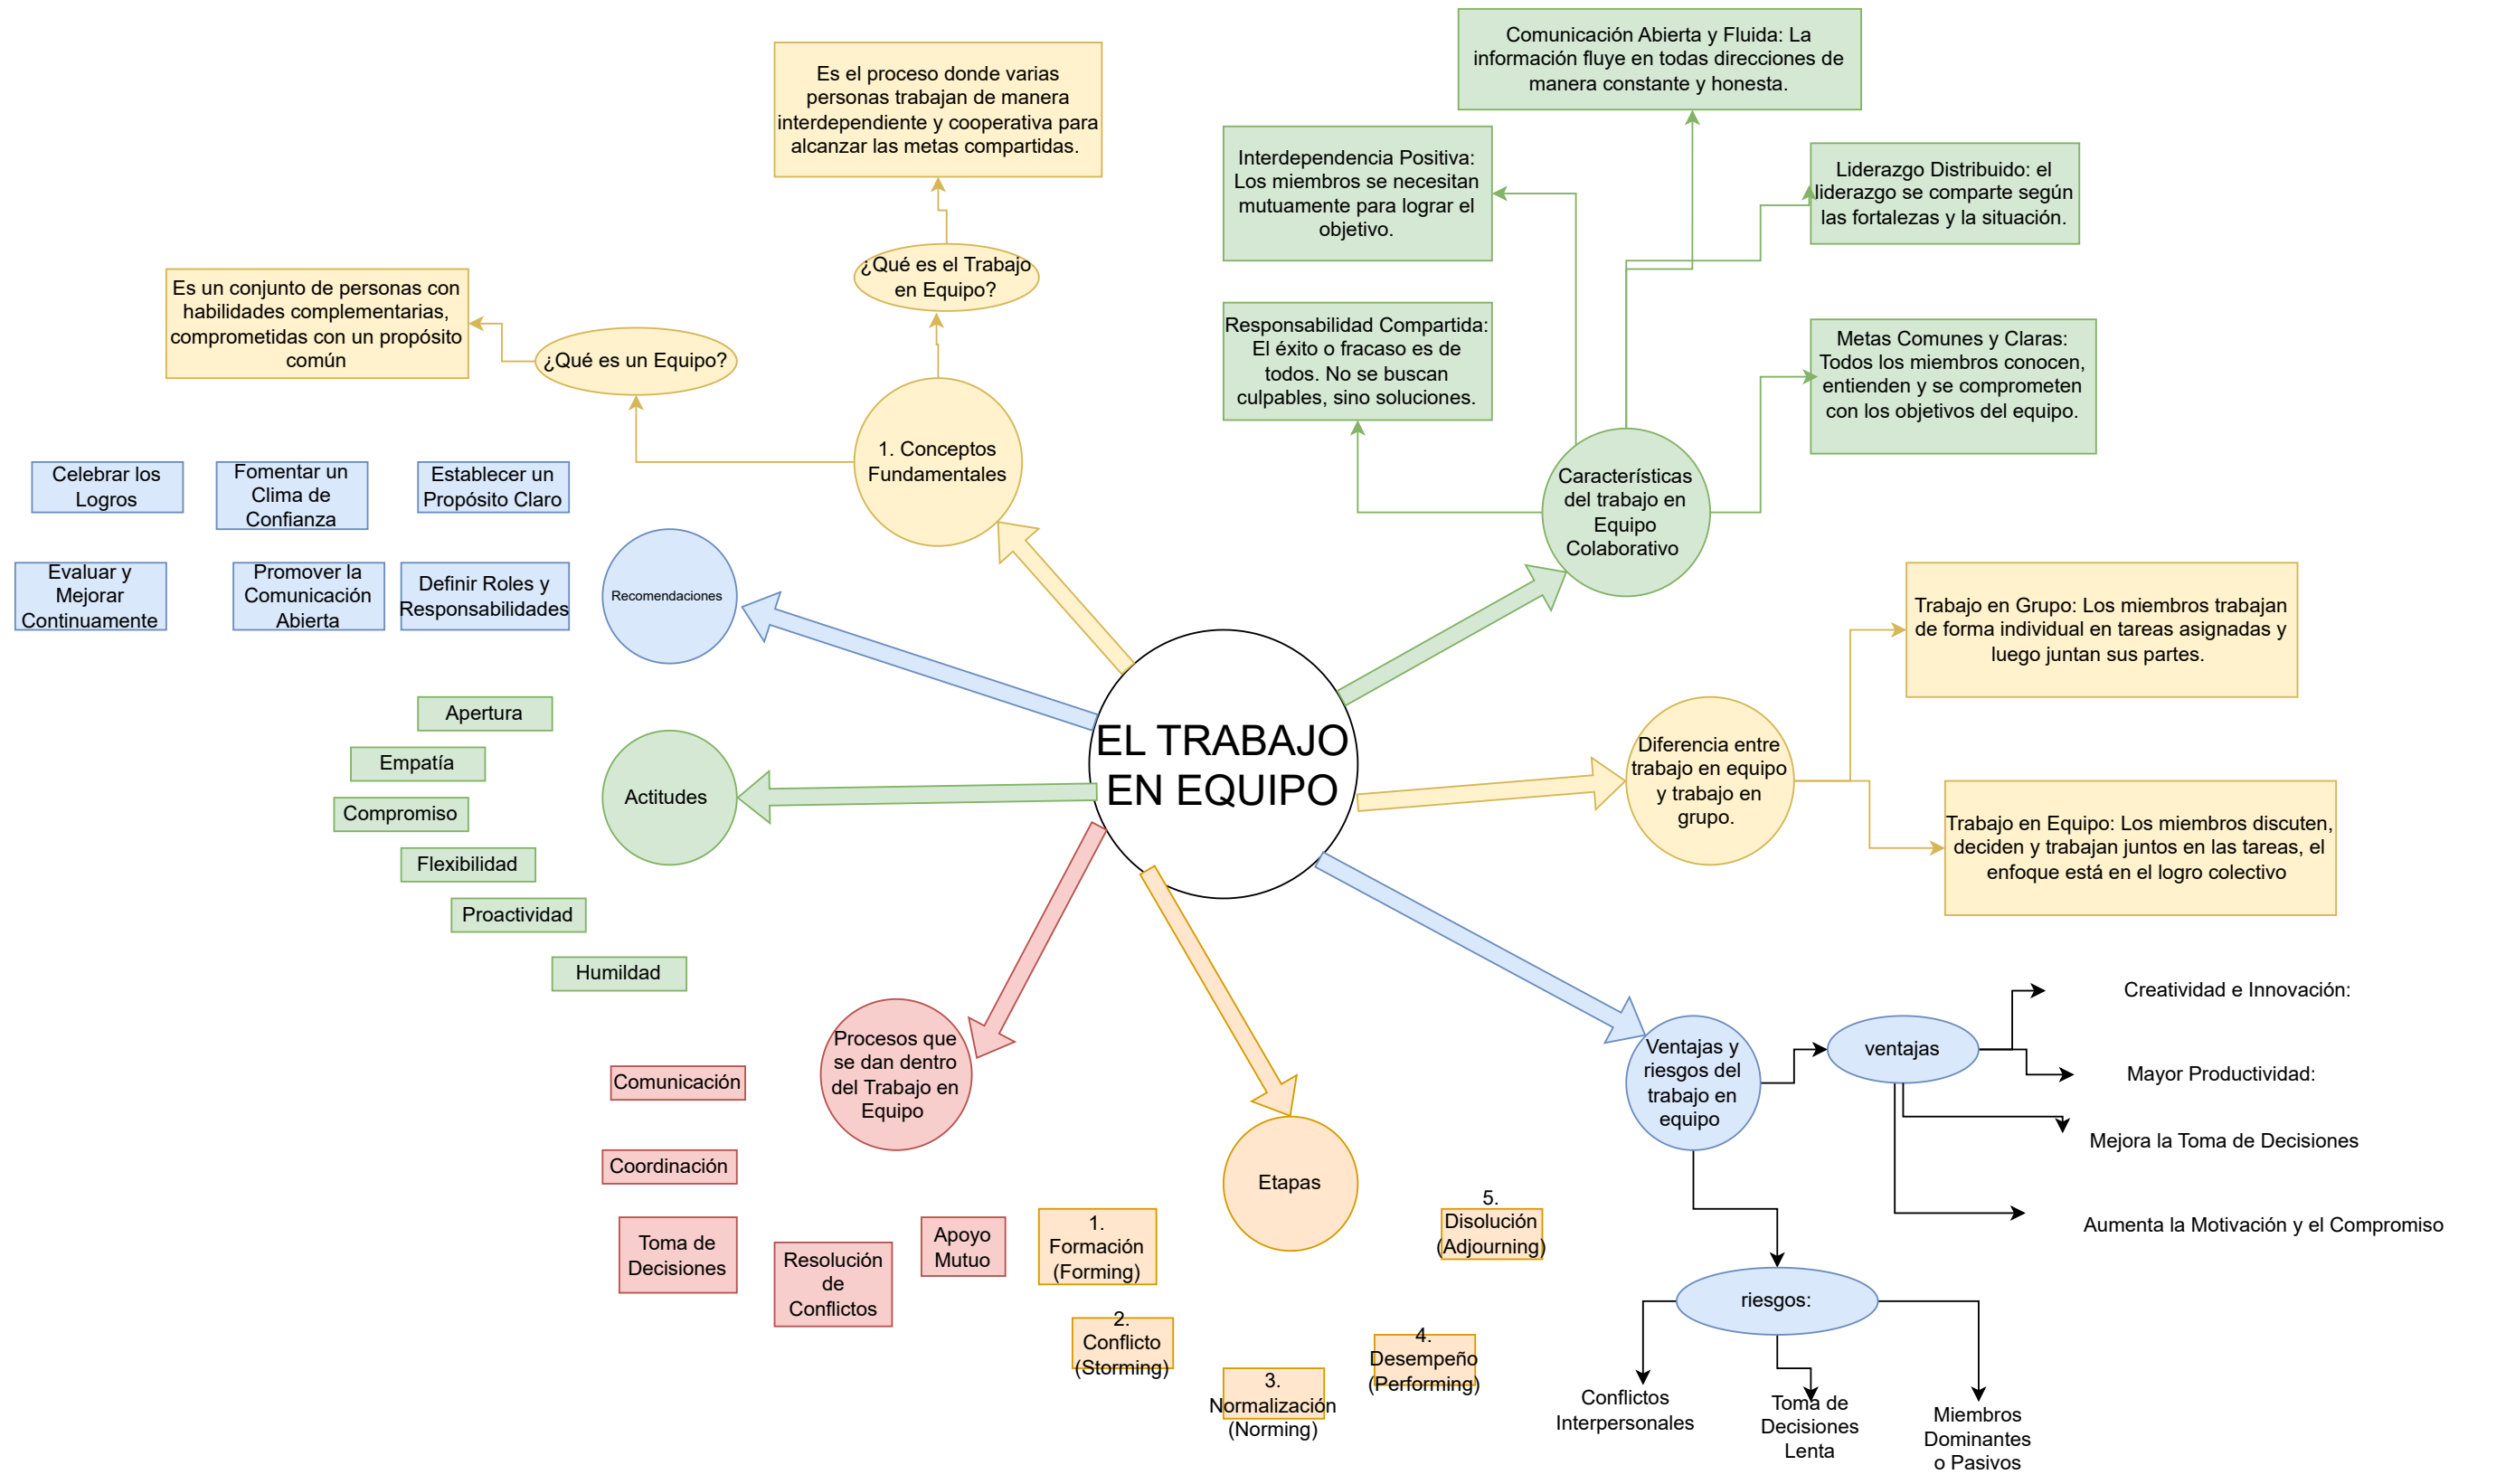 Comunicación Abierta y Fluida: La
información fluye en todas direcciones de
manera constante y honesta.
Es el proceso donde varias
personas trabajan de manera
interdependiente y cooperativa para
alcanzar las metas compartidas.
Interdependencia Positiva:
Los miembros se necesitan
mutuamente para lograr el
objetivo.
Liderazgo Distribuido: el
liderazgo se comparte según
las fortalezas y la situación.
¿Qué es el Trabajo
en Equipo?
Es un conjunto de personas con
habilidades complementarias,
comprometidas con un propósito
común
¿Qué es un Equipo?
Responsabilidad Compartida:
El éxito o fracaso es de
todos. No se buscan
culpables, sino soluciones.
Metas Comunes y Claras:
Todos los miembros conocen,
entienden y se comprometen
con los objetivos del equipo.
1. Conceptos
Fundamentales
Características
del trabajo en
Equipo
Colaborativo
Celebrar los
Logros
Fomentar un
Clima de
Confianza
Establecer un
Propósito Claro
Evaluar y
Mejorar
Continuamente
Promover la
Comunicación
Abierta
Definir Roles y
Responsabilidades
Recomendaciones
Trabajo en Grupo: Los miembros trabajan
de forma individual en tareas asignadas y
luego juntan sus partes.
EL TRABAJO
EN EQUIPO
Diferencia entre
trabajo en equipo
y trabajo en
grupo.
Trabajo en Equipo: Los miembros discuten,
deciden y trabajan juntos en las tareas, el
enfoque está en el logro colectivo
Apertura
Empatía
Compromiso
Flexibilidad
Proactividad
Humildad
Actitudes
Procesos que
se dan dentro
del Trabajo en
Equipo
Comunicación
Coordinación
Toma de
Decisiones
Resolución
de
Conflictos
Apoyo
Mutuo
Etapas
1.
Formación
(Forming)
2.
Conflicto
(Storming)
3.
Normalización
(Norming)
4.
Desempeño
(Performing)
5.
Disolución
(Adjourning)
Ventajas y
riesgos del
trabajo en
equipo
ventajas
Creatividad e Innovación:
Mayor Productividad:
Mejora la Toma de Decisiones
Aumenta la Motivación y el Compromiso
riesgos:
Conflictos
Interpersonales
Toma de
Decisiones
Lenta
Miembros
Dominantes
o Pasivos